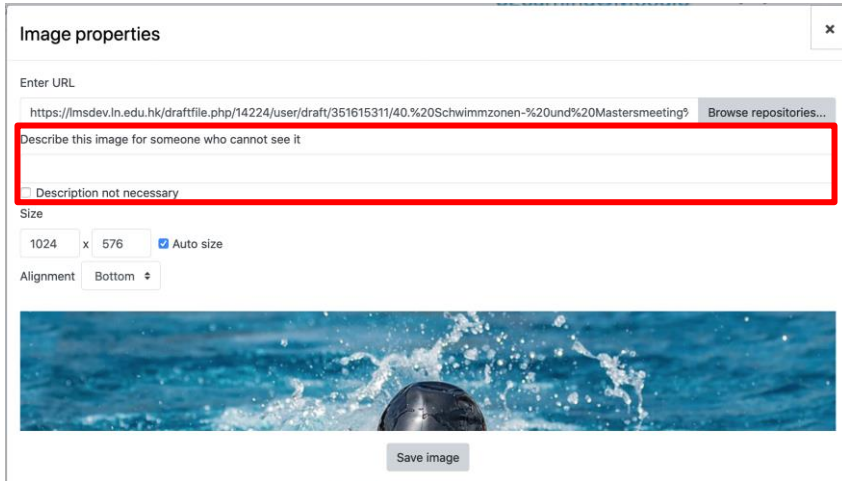 Image properties
×
Enter URL
https://lmsdev.ln.edu.hk/draftfile.php/14224/user/draft/351615311/40.%20Schwimmzonen-%20und%20Mastersmeeting%
Browse repositories...
Describe this image for someone who cannot see it
Description not necessary
Size
1024 x 576 Auto size
Alignment Bottom
Save image